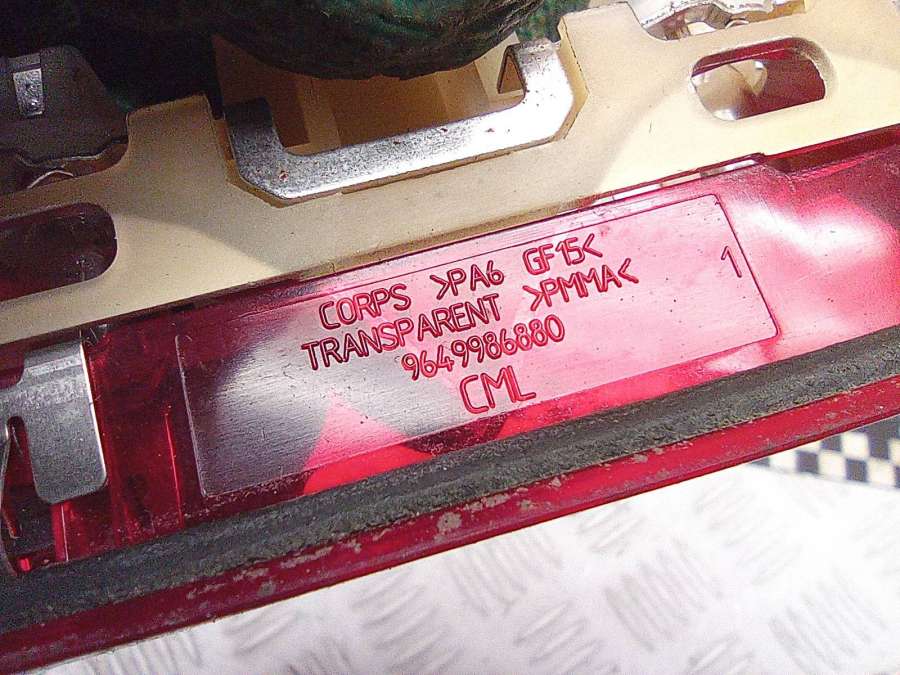 CORPS >PA6 GF15<
TRANSPARENT >PMMA<
9649986880
CML
1